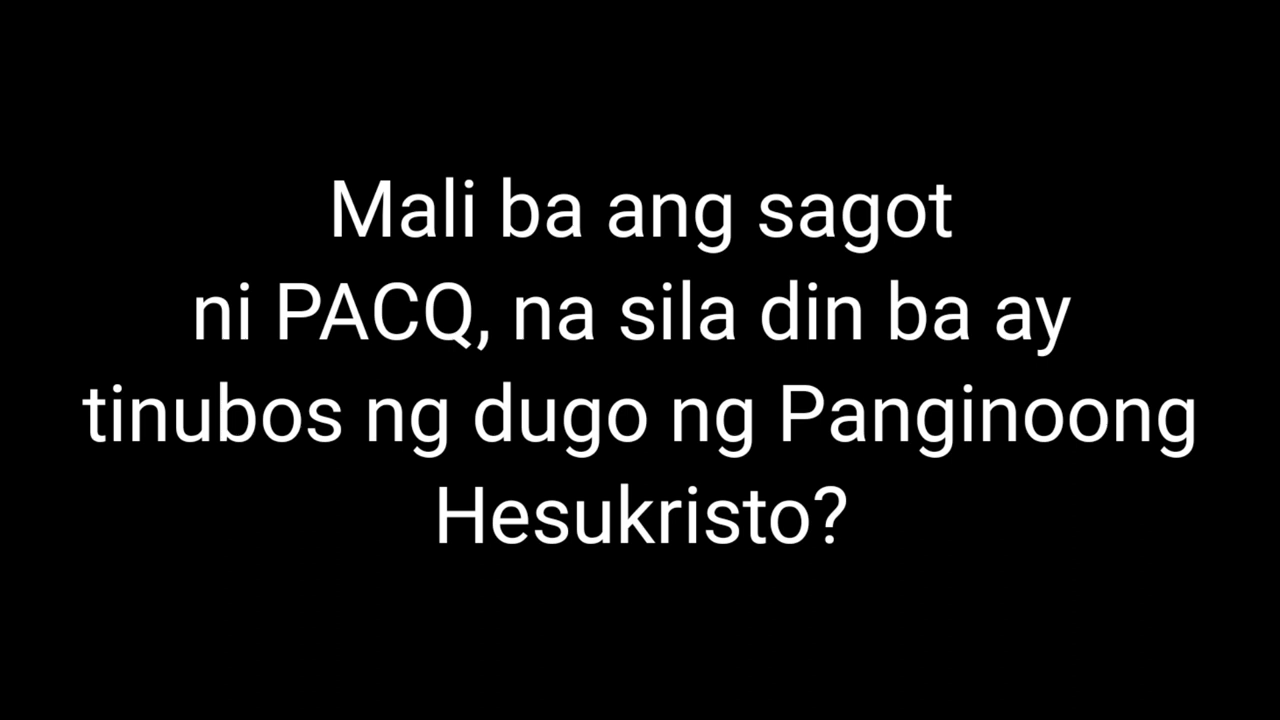 Mali ba ang sagot
ni PACQ, na sila din ba ay
tinubos ng dugo ng Panginoong
Hesukristo?